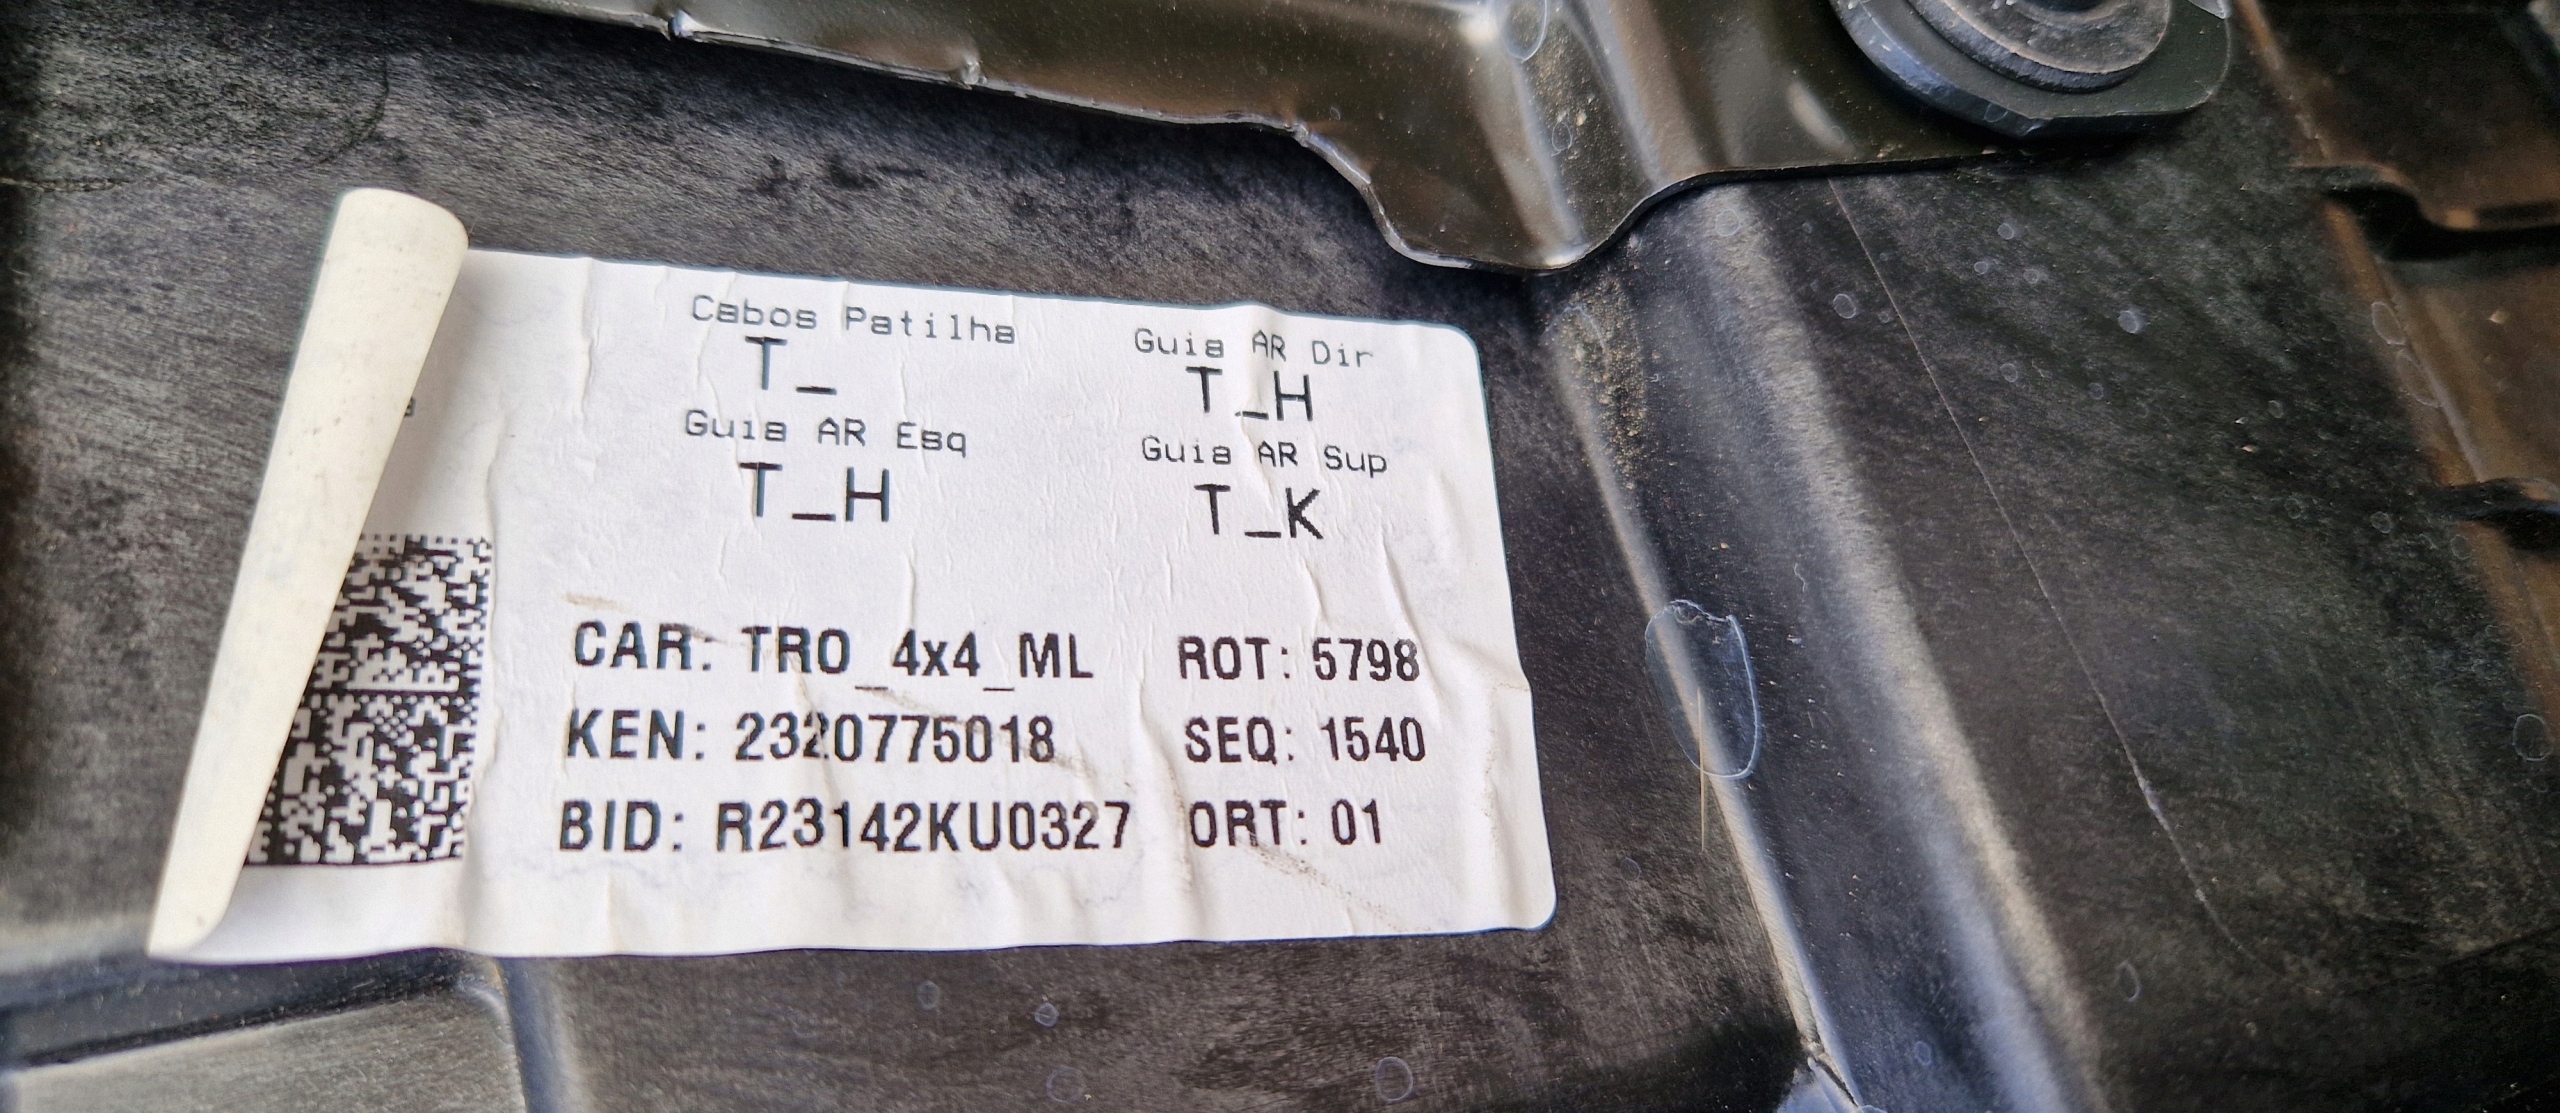 Cabos Patilha Guia AR Dir
T_ T_H
Guia AR Esq Guia AR Sup
T_H T_K
CAR: TRO_4x4_ML ROT: 5798
KEN: 2320775018 SEQ: 1540
BID: R23142KU0327 ORT: 01